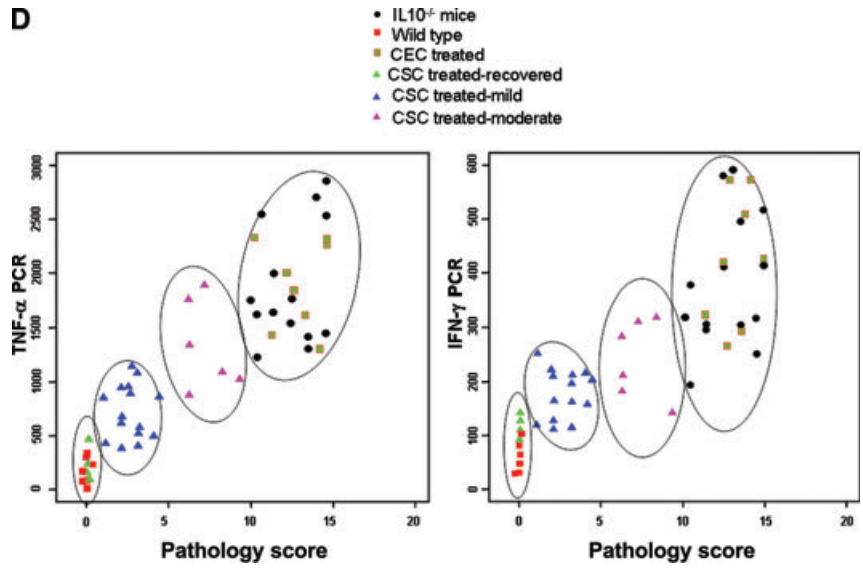 D
IL10-/- mice
Wild type
CEC treated
CSC treated-recovered
CSC treated-mild
CSC treated-moderate
TNF-α PCR
3000
2500
2000
1500
1000
500
0
0 5 10 15 20
Pathology score
IFN-γ PCR
600
500
400
300
200
100
0
0 5 10 15 20
Pathology score